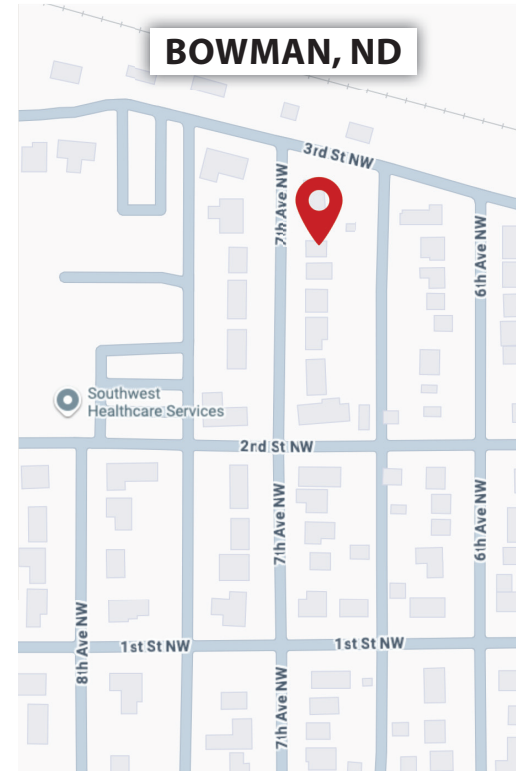 BOWMAN, ND
3rd St NW
7th Ave NW
6th Ave NW
Southwest
Healthcare Services
2nd St NW
7th Ave NW
6th Ave NW
8th Ave NW
1st St NW
1st St NW
7th Ave NW